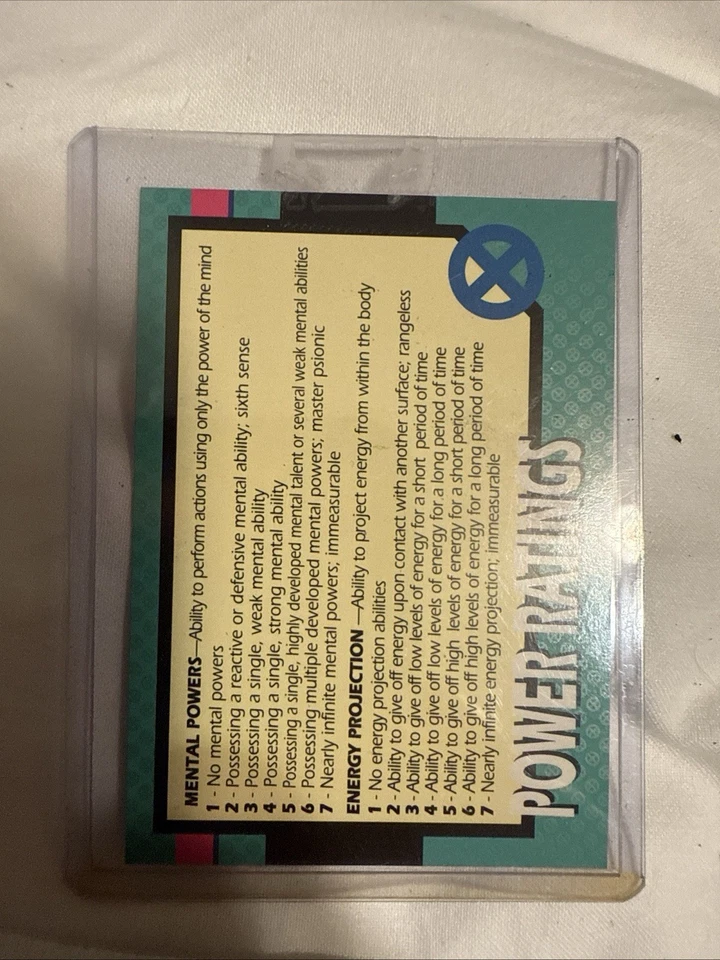 MENTAL POWERS—Ability to perform actions using only the power of the mind
1 - No mental powers
2 - Possessing a reactive or defensive mental ability; sixth sense
3 - Possessing a single, weak mental ability
4 - Possessing a single, strong mental ability
5 - Possessing a single, highly developed mental talent or several weak mental abilities
6 - Possessing multiple developed mental powers; master psionic
7 - Nearly infinite mental powers; immeasurable
ENERGY PROJECTION —Ability to project energy from within the body
1 - No energy projection abilities
2 - Ability to give off energy upon contact with another surface; rangeless
3 - Ability to give off low levels of energy for a short period of time
4 - Ability to give off low levels of energy for a long period of time
5 - Ability to give off high levels of energy for a short period of time
6 - Ability to give off high levels of energy for a long period of time
7 - Nearly infinite energy projection; immeasurable
POWER RATINGS